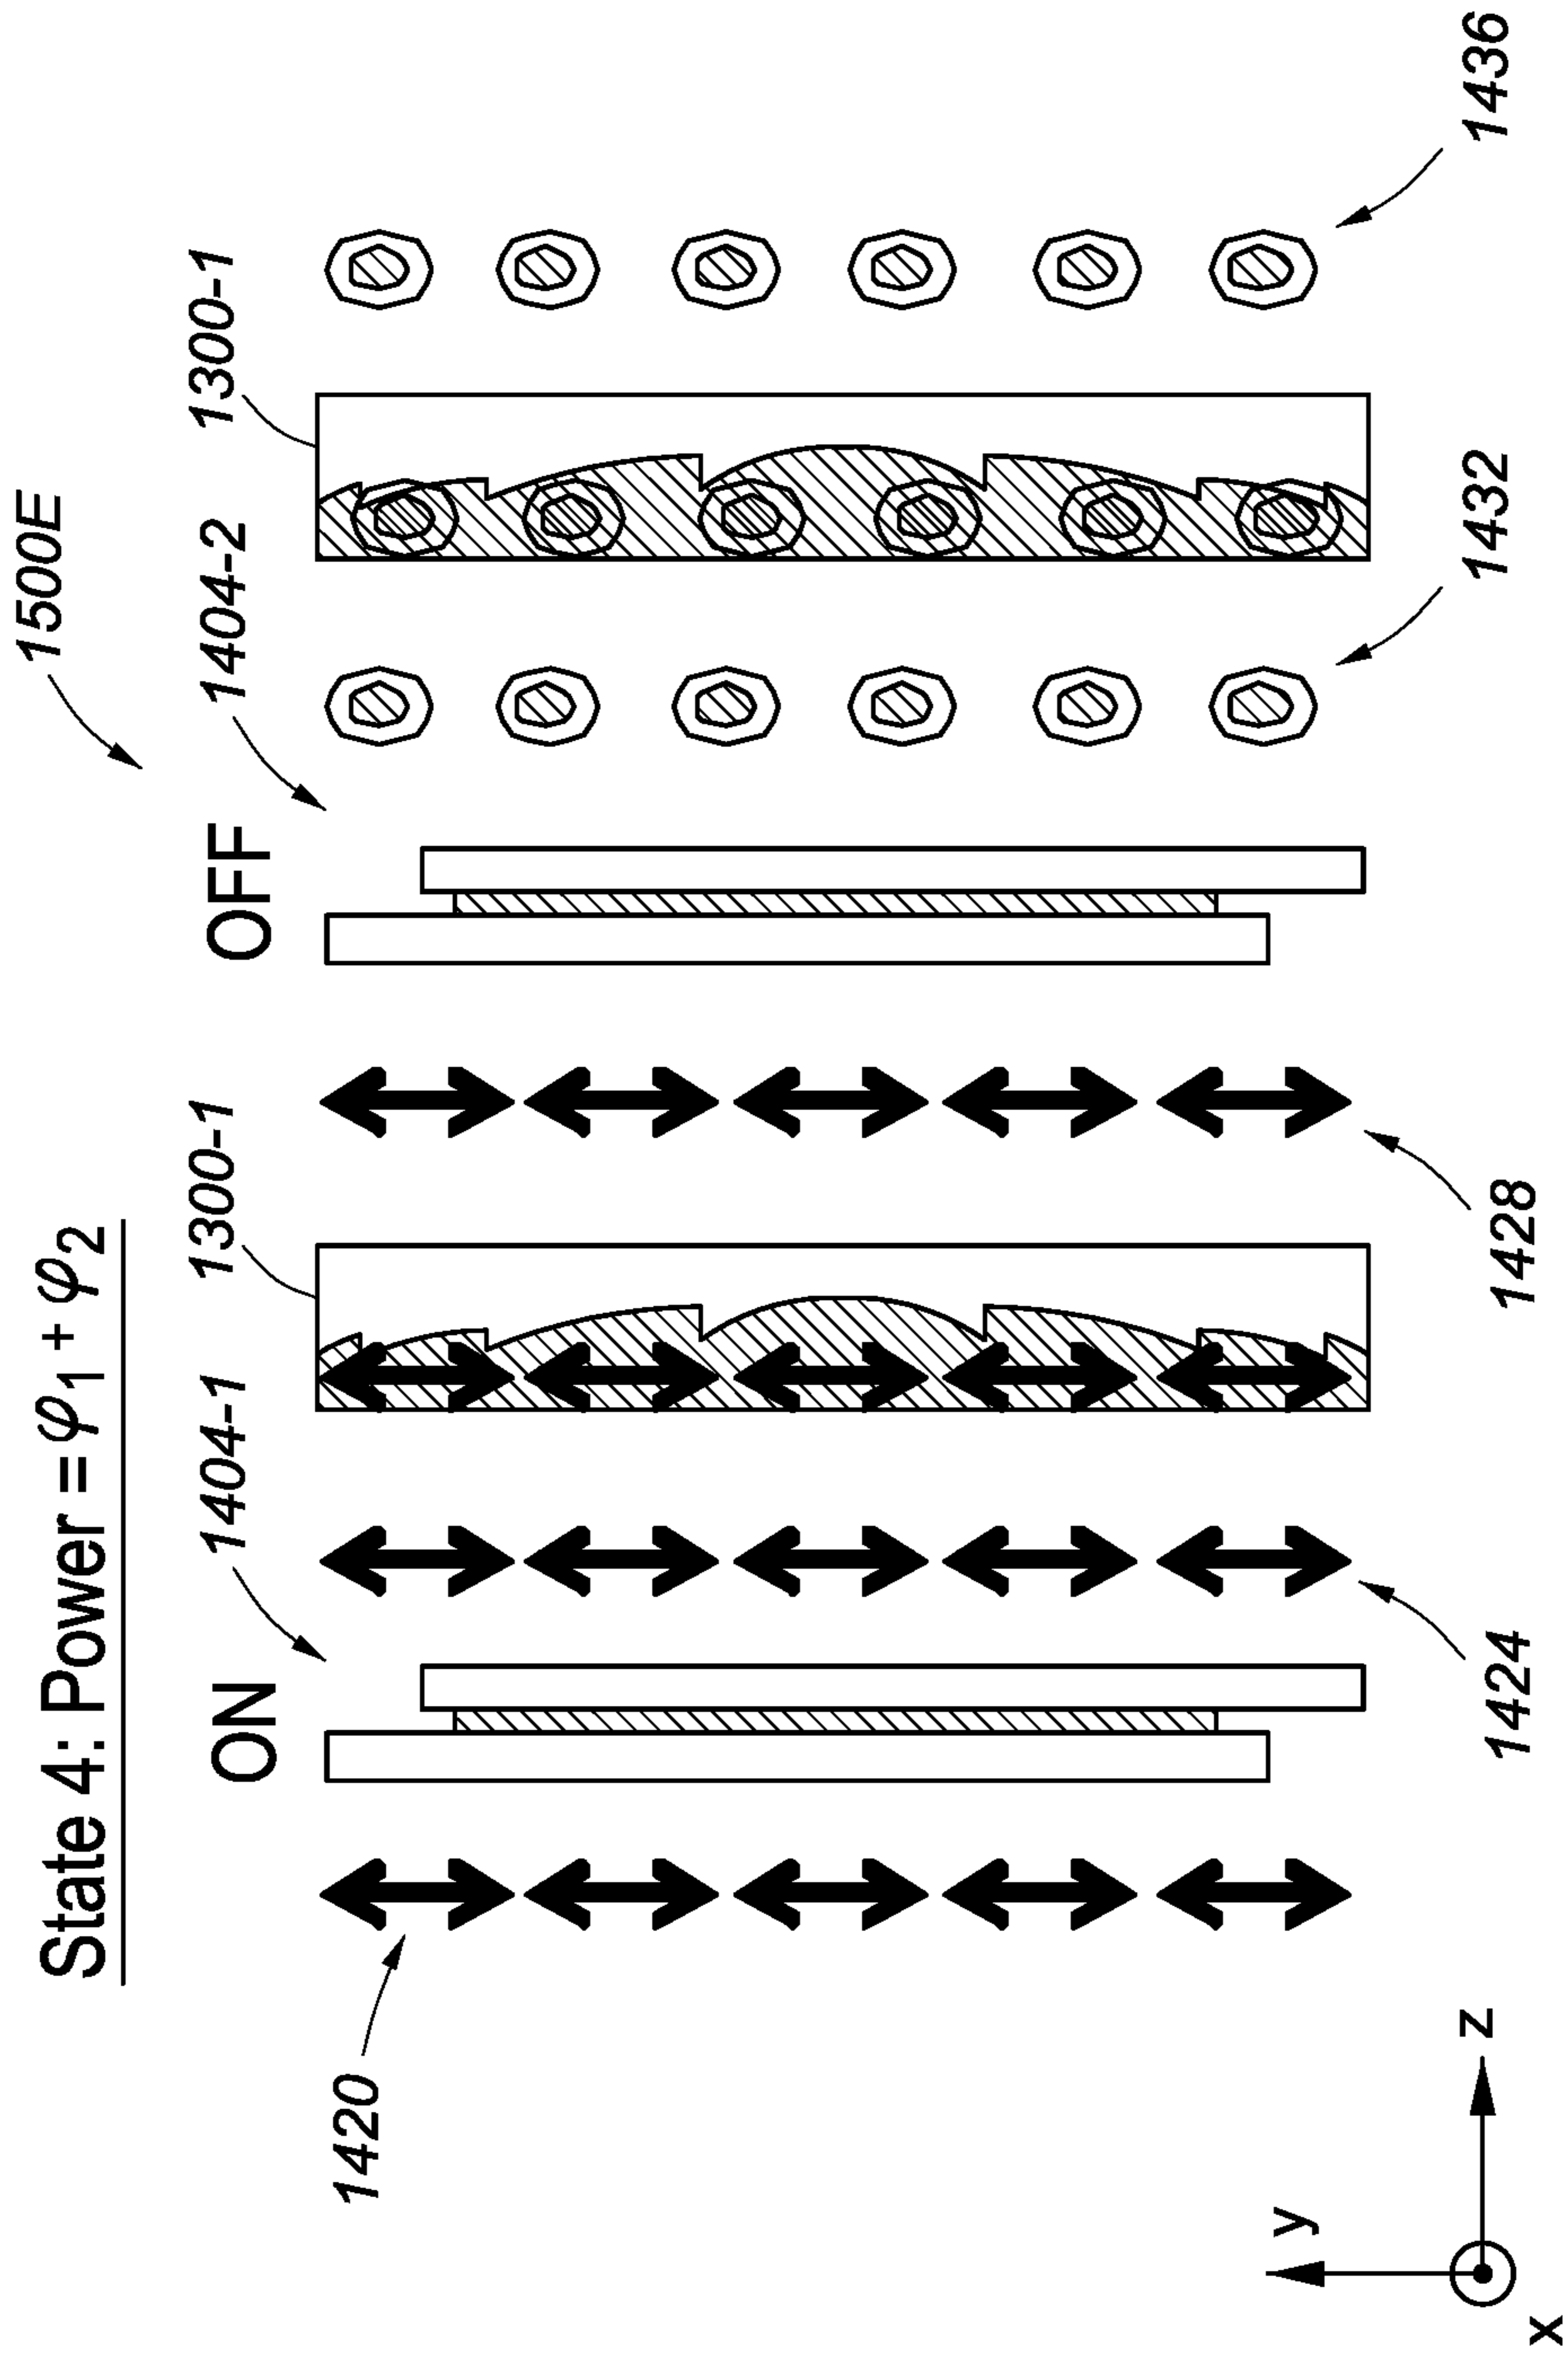 1500E
State 4: Power = φ1 + φ2
ON
1404-1
1300-1
OFF
1404-2
1300-1
1420
1424
1428
1432
1436
y
z
x